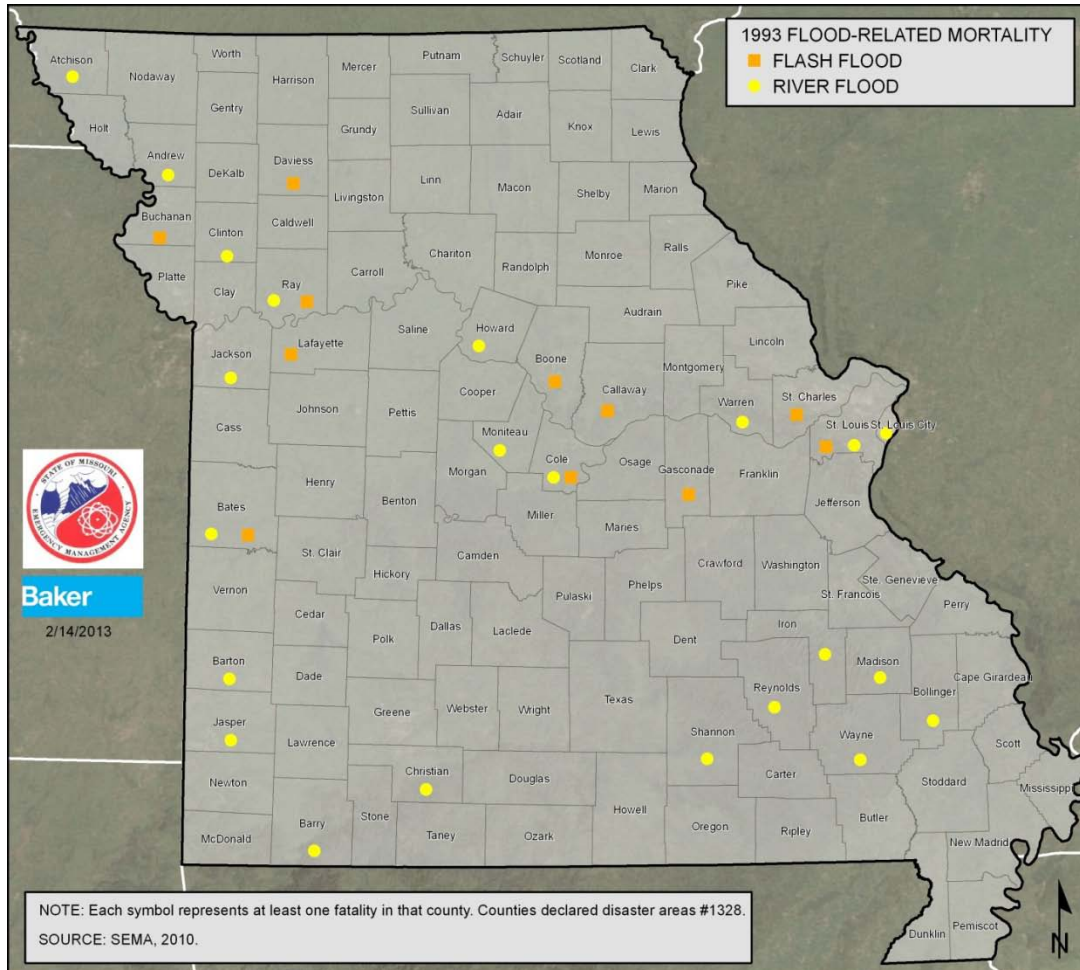 1993 FLOOD-RELATED MORTALITY
FLASH FLOOD
RIVER FLOOD
Atchison
Nodaway
Worth
Harrison
Mercer
Putnam
Schuyler
Scotland
Clark
Holt
Gentry
Sullivan
Adair
Knox
Lewis
Grundy
Andrew
DeKalb
Daviess
Livingston
Linn
Macon
Shelby
Marion
Buchanan
Clinton
Caldwell
Chariton
Randolph
Monroe
Ralls
Platte
Clay
Ray
Carroll
Pike
Audrain
Jackson
Lafayette
Saline
Howard
Boone
Callaway
Montgomery
Lincoln
Cass
Johnson
Pettis
Cooper
Moniteau
Warren
St. Charles
St. Louis
St. Louis City
Morgan
Cole
Osage
Gasconade
Franklin
Jefferson
Henry
Benton
Miller
Maries
STATE OF MISSOURI
EMERGENCY MANAGEMENT AGENCY
Bates
St. Clair
Hickory
Camden
Pulaski
Phelps
Crawford
Washington
Ste. Genevieve
St. Francois
Perry
Baker
2/14/2013
Vernon
Cedar
Polk
Dallas
Laclede
Dent
Iron
Madison
Cape Girardeau
Barton
Dade
Greene
Webster
Wright
Texas
Reynolds
Bollinger
Jasper
Lawrence
Shannon
Wayne
Scott
Newton
Christian
Douglas
Carter
Stoddard
Mississippi
McDonald
Barry
Stone
Taney
Ozark
Howell
Oregon
Ripley
Butler
New Madrid
Dunklin
Pemiscot
NOTE: Each symbol represents at least one fatality in that county. Counties declared disaster areas #1328.
SOURCE: SEMA, 2010.
N